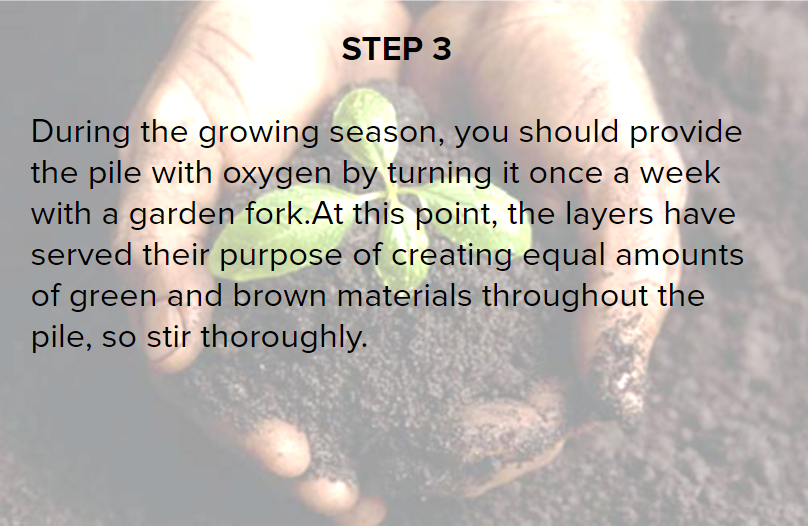 STEP 3
During the growing season, you should provide
the pile with oxygen by turning it once a week
with a garden fork.At this point, the layers have
served their purpose of creating equal amounts
of green and brown materials throughout the
pile, so stir thoroughly.